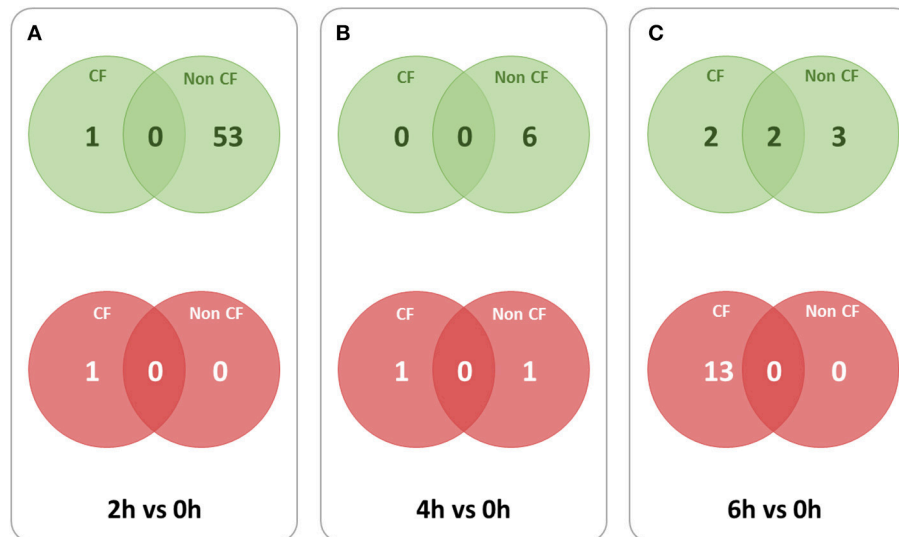 A
CF
Non CF
1
0
53
CF
Non CF
1
0
0
2h vs 0h
B
CF
Non CF
0
0
6
CF
Non CF
1
0
1
4h vs 0h
C
CF
Non CF
2
2
3
CF
Non CF
13
0
0
6h vs 0h